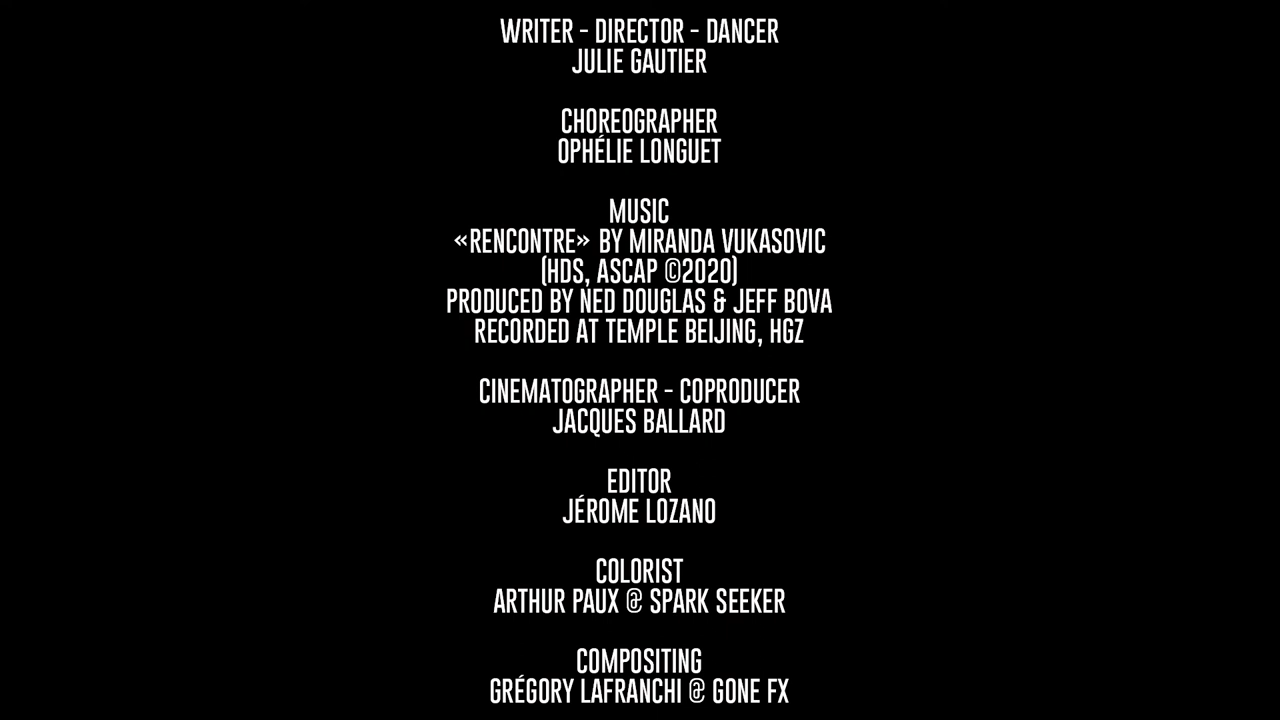 WRITER - DIRECTOR - DANCER
JULIE GAUTIER
CHOREOGRAPHER
OPHÉLIE LONGUET
MUSIC
«RENCONTRE» BY MIRANDA VUKASOVIC
(HDS, ASCAP ©2020)
PRODUCED BY NED DOUGLAS & JEFF BOVA
RECORDED AT TEMPLE BEIJING, HGZ
CINEMATOGRAPHER - COPRODUCER
JACQUES BALLARD
EDITOR
JÉROME LOZANO
COLORIST
ARTHUR PAUX @ SPARK SEEKER
COMPOSITING
GRÉGORY LAFRANCHI @ GONE FX